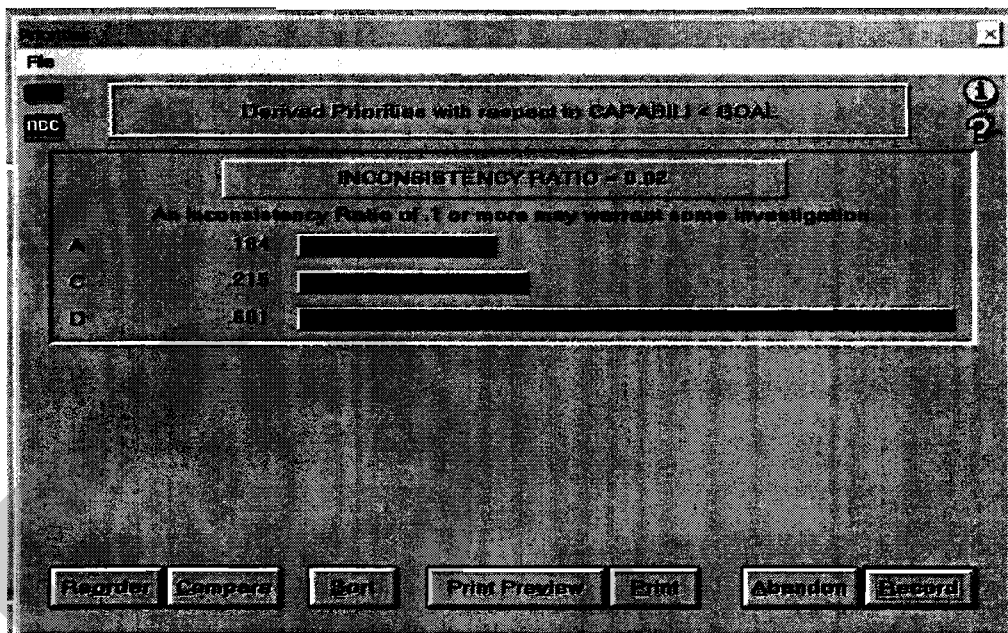 Priorities
File
Derived Priorities with respect to CAPABILI < GOAL
INCONSISTENCY RATIO = 0.02
An Inconsistency Ratio of .1 or more may warrant some investigation
A .184
C .215
D .601
Reorder Compare Sort Print Preview Print Abandon Record